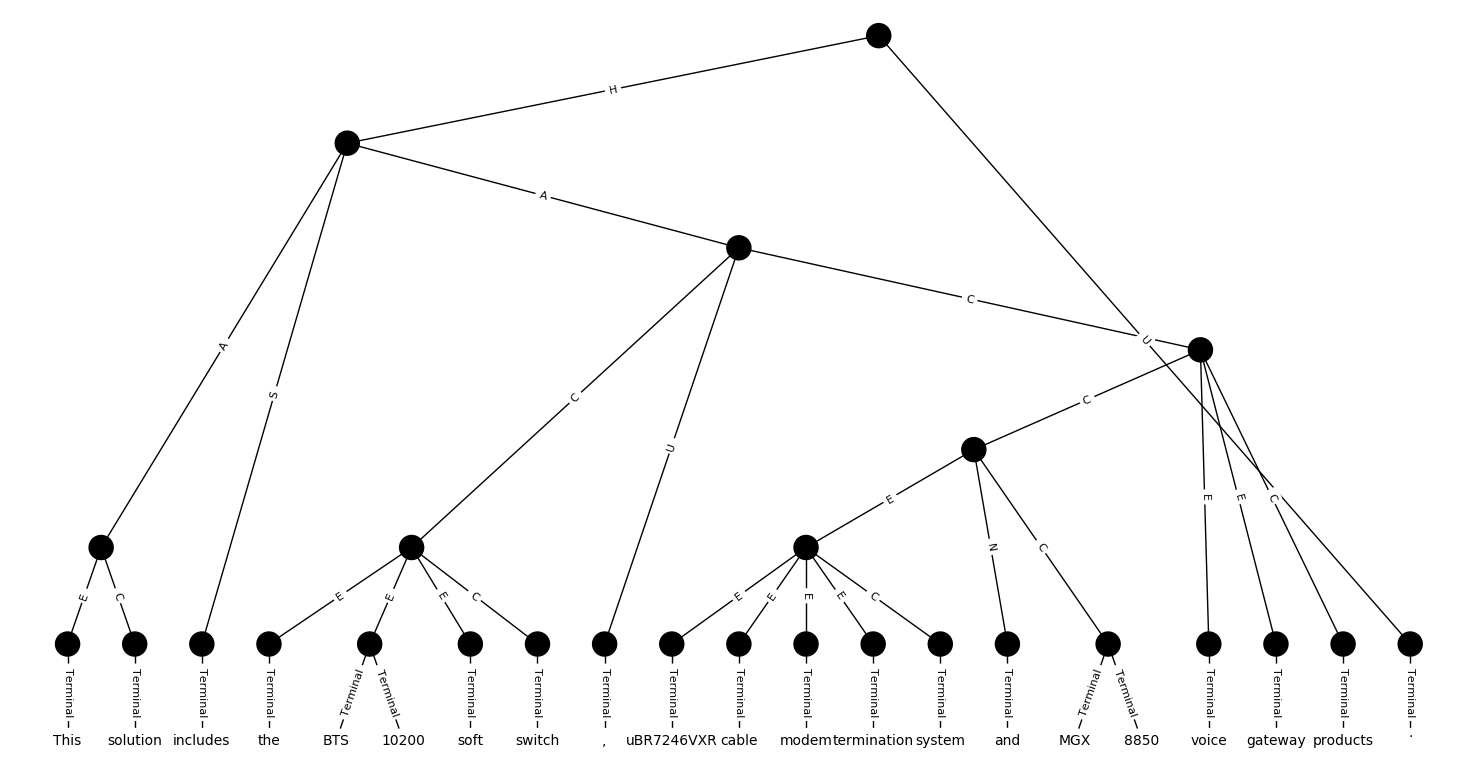 H
A
A
C
U
A
S
C
C
U
E
N
C
E
E
C
E
C
E
E
E
C
E
E
E
E
C
Terminal Terminal Terminal Terminal Terminal Terminal Terminal Terminal Terminal Terminal Terminal Terminal Terminal Terminal Terminal Terminal Terminal Terminal Terminal Terminal Terminal
This solution includes the BTS 10200 soft switch , uBR7246VXR cable modem termination system and MGX 8850 voice gateway products .